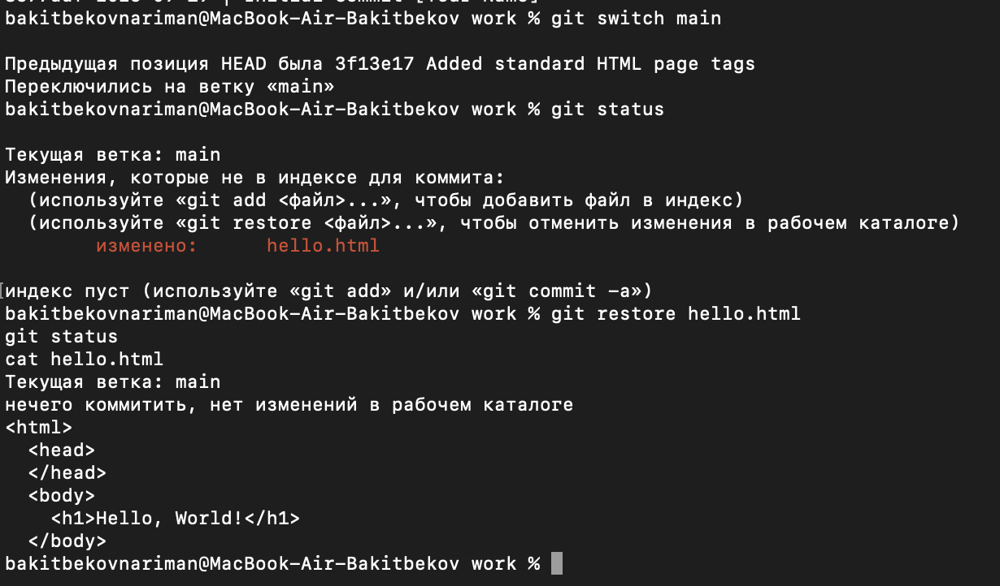 bakitbekovnariman@MacBook-Air-Bakitbekov work % git switch main
Предыдущая позиция HEAD была 3f13e17 Added standard HTML page tags
Переключились на ветку «main»
bakitbekovnariman@MacBook-Air-Bakitbekov work % git status
Текущая ветка: main
Изменения, которые не в индексе для коммита:
  (используйте «git add <файл>...», чтобы добавить файл в индекс)
  (используйте «git restore <файл>...», чтобы отменить изменения в рабочем каталоге)
        изменено:      hello.html
индекс пуст (используйте «git add» и/или «git commit -a»)
bakitbekovnariman@MacBook-Air-Bakitbekov work % git restore hello.html
git status
cat hello.html
Текущая ветка: main
нечего коммитить, нет изменений в рабочем каталоге
<html>
  <head>
  </head>
  <body>
    <h1>Hello, World!</h1>
  </body>
bakitbekovnariman@MacBook-Air-Bakitbekov work %